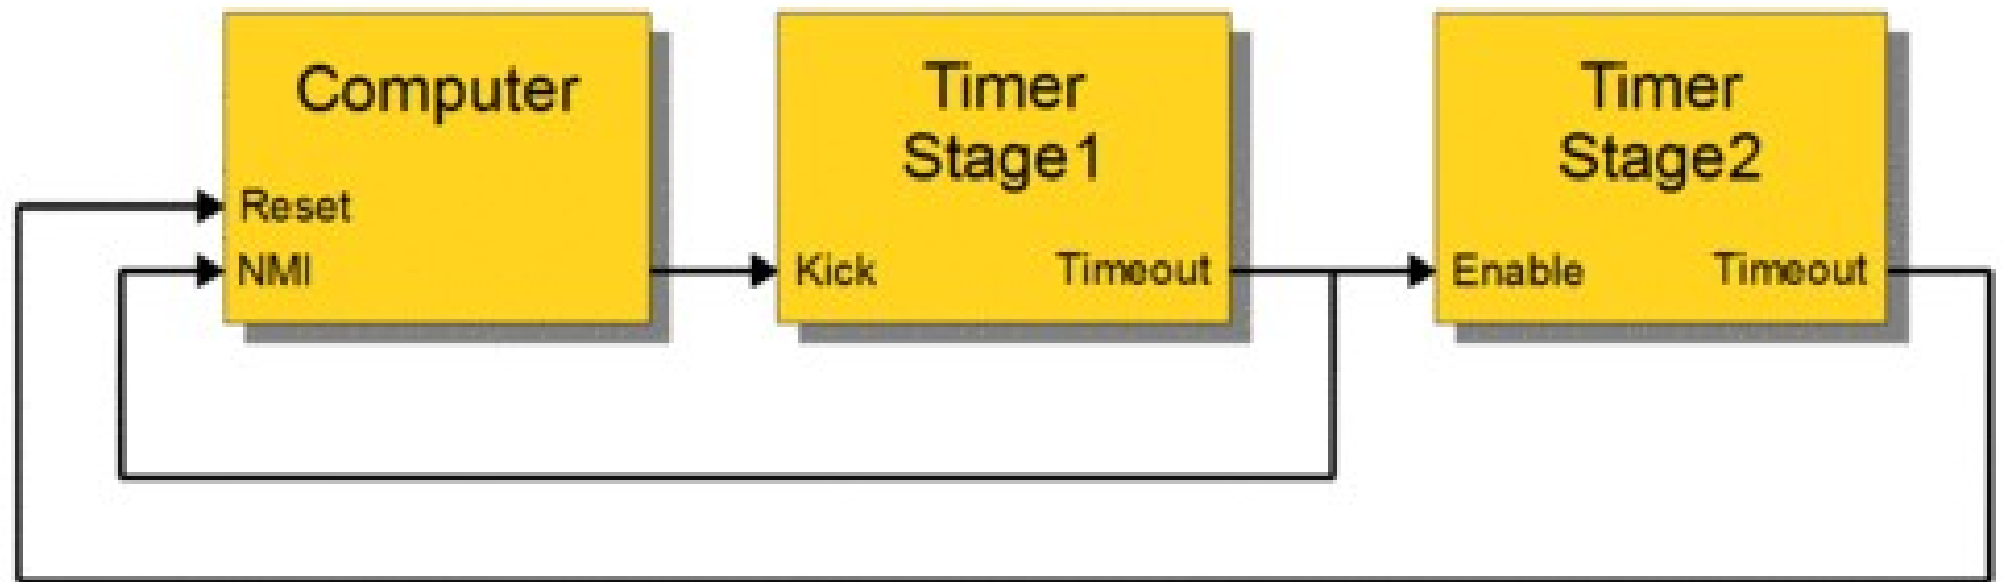 Computer
Reset
NMI
Timer
Stage1
Kick
Timeout
Timer
Stage2
Enable
Timeout